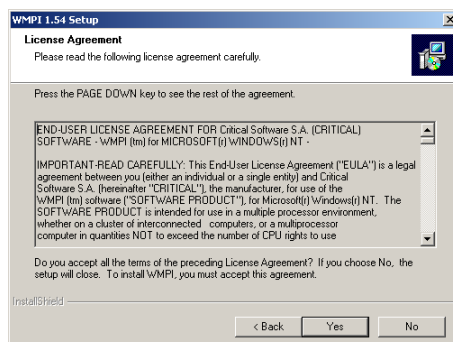 WMPI 1.54 Setup
License Agreement
Please read the following license agreement carefully.
Press the PAGE DOWN key to see the rest of the agreement.
END-USER LICENSE AGREEMENT FOR Critical Software S.A. (CRITICAL)
SOFTWARE - WMPI (tm) for MICROSOFT(r) WINDOWS(r) NT -
IMPORTANT-READ CAREFULLY: This End-User License Agreement ("EULA") is a legal
agreement between you (either an individual or a single entity) and Critical
Software S.A. (hereinafter "CRITICAL"), the manufacturer, for use of the
WMPI (tm) software ("SOFTWARE PRODUCT"), for Microsoft(r) Windows(r) NT. The
SOFTWARE PRODUCT is intended for use in a multiple processor environment,
whether on a cluster of interconnected computers, or a multiprocessor
computer in quantities NOT to exceed the number of CPU rights to use
Do you accept all the terms of the preceding License Agreement? If you choose No, the
setup will close. To install WMPI, you must accept this agreement.
InstallShield
< Back Yes No